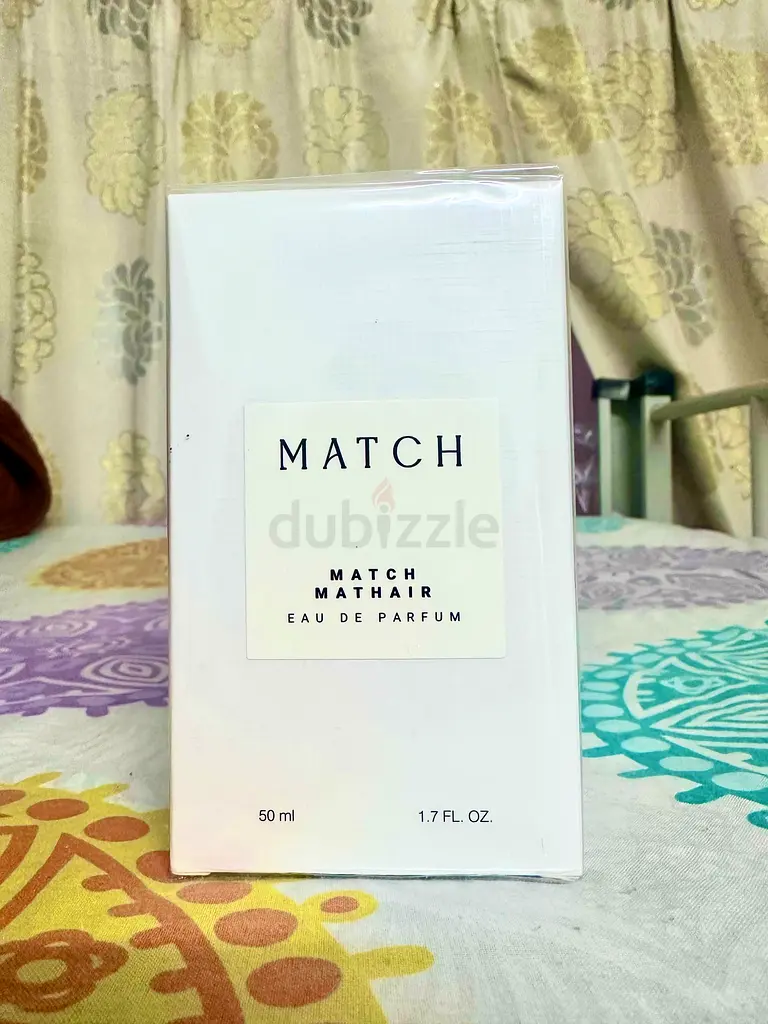 MATCH
dubizzle
MATCH
MATHAIR
EAU DE PARFUM
50 ml 1.7 FL. OZ.